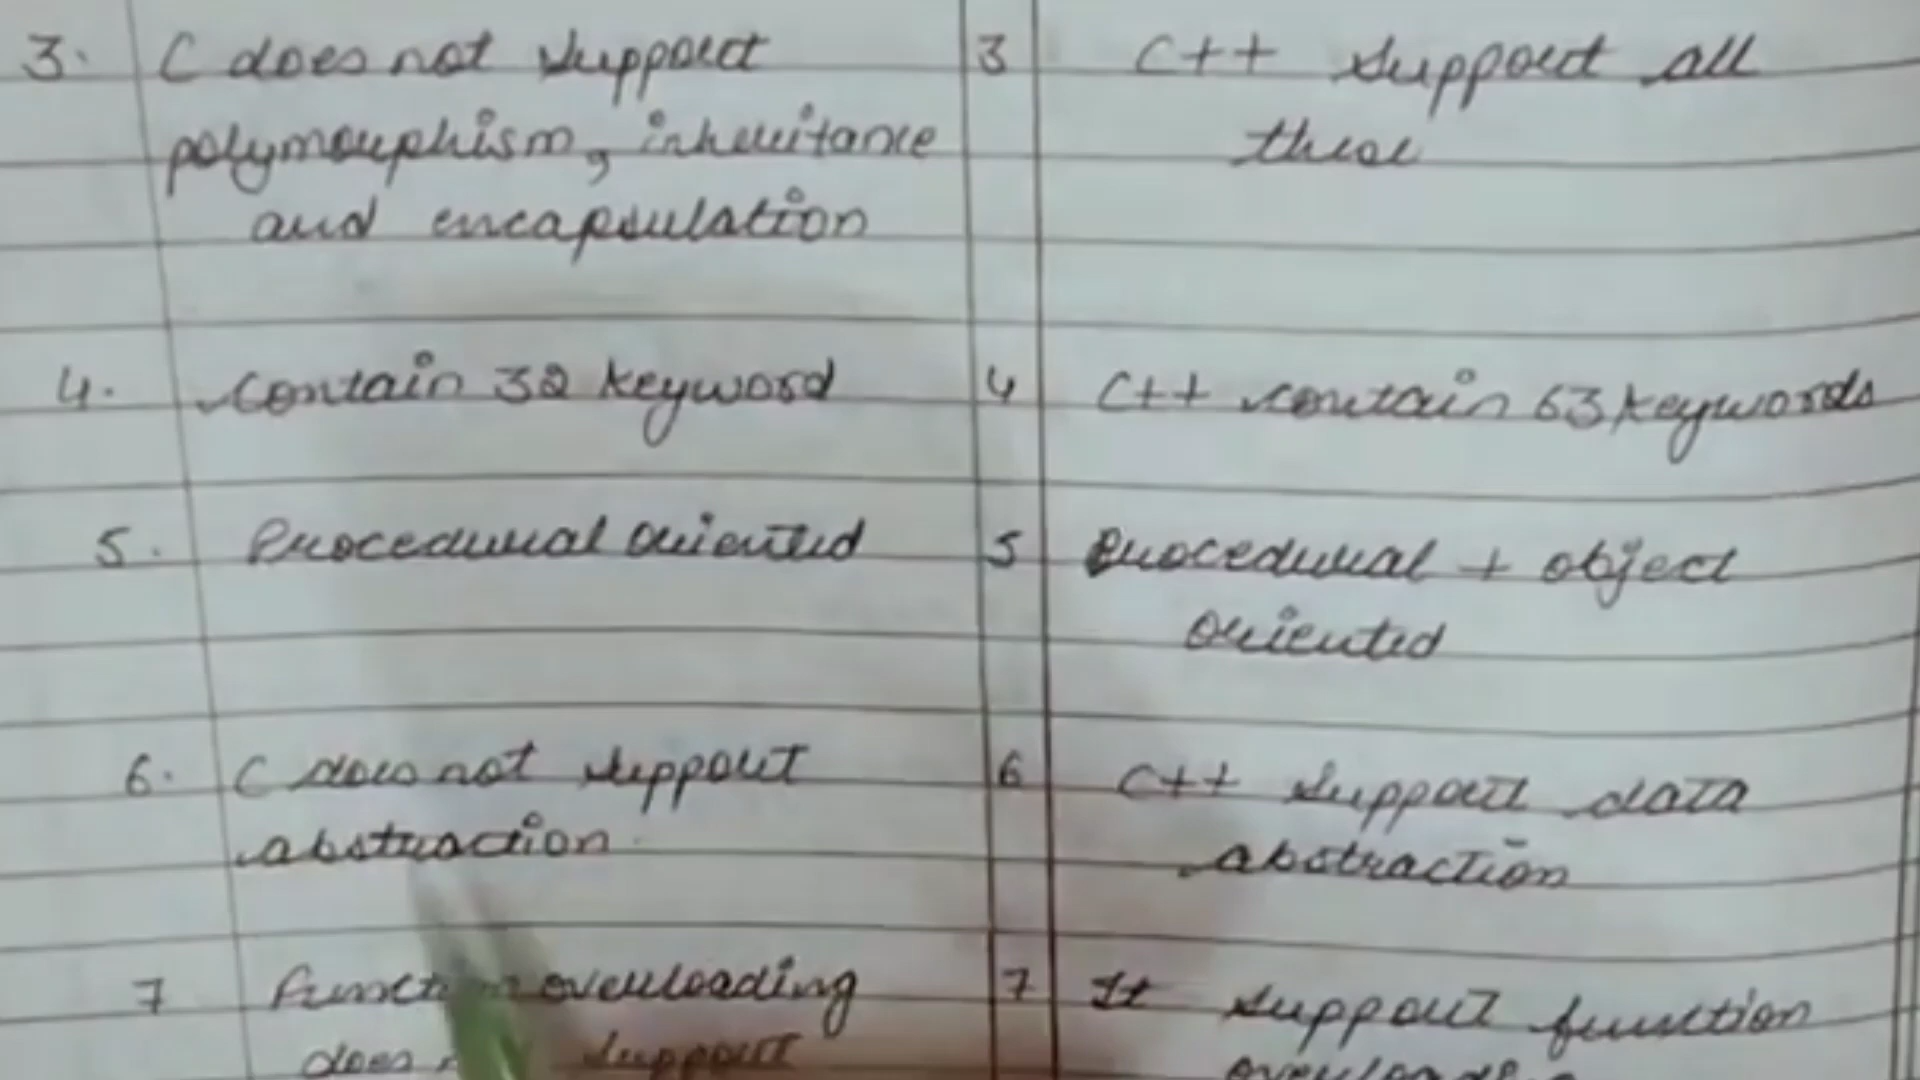 3. C does not support
polymorphism, inheritance
and encapsulation
4. contain 32 keyword
5. Procedural oriented
6. C does not support
abstraction
7 function overloading
does support
3 C++ support all
these
4 C++ contain 63 keywords
5 Procedural + object
oriented
6 C++ support data
abstraction
7 It support function